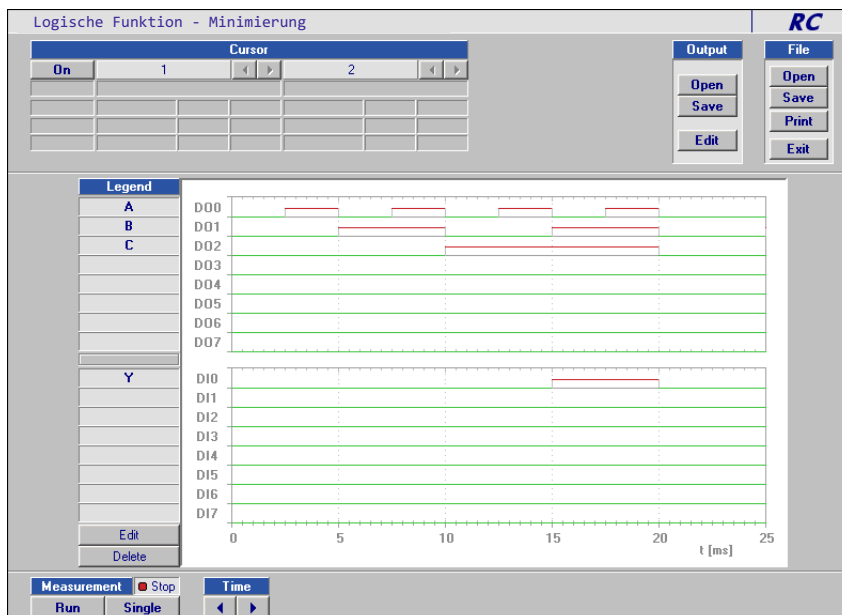 Logische Funktion - Minimierung
RC
Cursor
On 1 2
Output
Open
Save
Edit
File
Open
Save
Print
Exit
Legend
A
B
C
Y
Edit
Delete
DO0
DO1
DO2
DO3
DO4
DO5
DO6
DO7
DI0
DI1
DI2
DI3
DI4
DI5
DI6
DI7
0 5 10 15 20 25
t [ms]
Measurement Stop
Run Single
Time